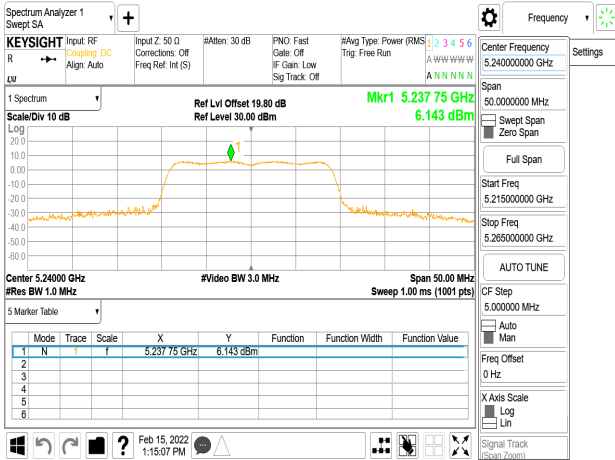 Spectrum Analyzer 1
Swept SA
+
Frequency
KEYSIGHT
Input: RF
Coupling: DC
Align: Auto
R
LXI
Input Z: 50 Ω
Corrections: Off
Freq Ref: Int (S)
#Atten: 30 dB
PNO: Fast
Gate: Off
IF Gain: Low
Sig Track: Off
#Avg Type: Power (RMS
Trig: Free Run
1 2 3 4 5 6
A W W W W W
A N N N N N
Settings
1 Spectrum
Scale/Div 10 dB
Ref Lvl Offset 19.80 dB
Ref Level 30.00 dBm
Mkr1 5.237 75 GHz
6.143 dBm
Log
20.0
10.0
0.00
-10.0
-20.0
-30.0
-40.0
-50.0
-60.0
1
Center 5.24000 GHz
#Res BW 1.0 MHz
#Video BW 3.0 MHz
Span 50.00 MHz
Sweep 1.00 ms (1001 pts)
5 Marker Table
Mode Trace Scale X Y Function Function Width Function Value
1 N 1 f 5.237 75 GHz 6.143 dBm
2
3
4
5
6
Feb 15, 2022
1:15:07 PM
?
Center Frequency
5.240000000 GHz
Span
50.0000000 MHz
Swept Span
Zero Span
Full Span
Start Freq
5.215000000 GHz
Stop Freq
5.265000000 GHz
AUTO TUNE
CF Step
5.000000 MHz
Auto
Man
Freq Offset
0 Hz
X Axis Scale
Log
Lin
Signal Track
(Span Zoom)